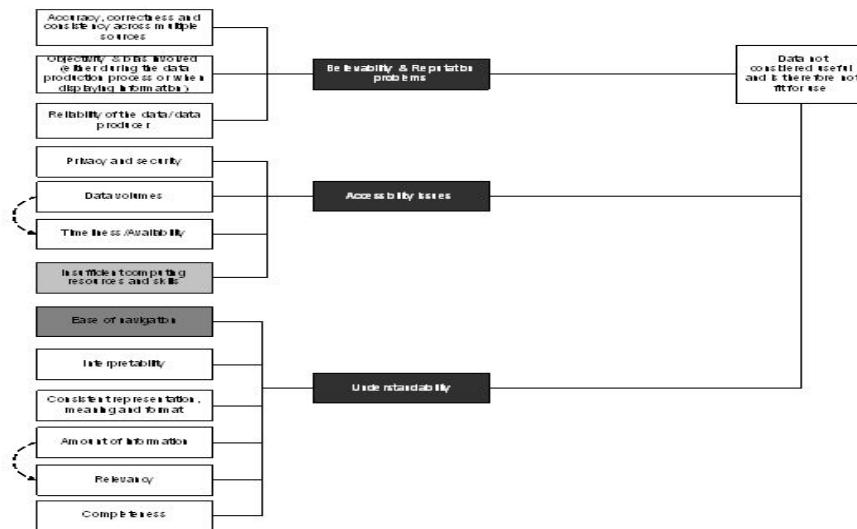 Accuracy, correctness and
consistency across multiple
sources
Objectivity & bias involved
(either during the data
production process or when
displaying information)
Reliability of the data/data
producer
Privacy and security
Data volumes
Timeliness/Availability
Insufficient computing
resources and skills
Ease of navigation
Interpretability
Consistent representation,
meaning and format
Amount of information
Relevancy
Completeness
Believability & Reputation
problems
Accessibility issues
Understandability
Data not
considered useful
and is therefore not
fit for use